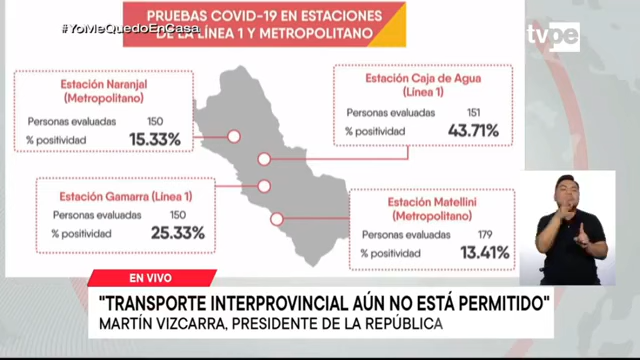 #YoMeQuedoEnCasa
PRUEBAS COVID-19 EN ESTACIONES
DE LA LÍNEA 1 Y METROPOLITANO
tvpe
Estación Naranjal
(Metropolitano)
Personas evaluadas 150
% positividad 15.33%
Estación Caja de Agua
(Línea 1)
Personas evaluadas 151
% positividad 43.71%
Estación Gamarra (Línea 1)
Personas evaluadas 150
% positividad 25.33%
Estación Matellini
(Metropolitano)
Personas evaluadas 179
% positividad 13.41%
EN VIVO
"TRANSPORTE INTERPROVINCIAL AÚN NO ESTÁ PERMITIDO"
MARTÍN VIZCARRA, PRESIDENTE DE LA REPÚBLICA